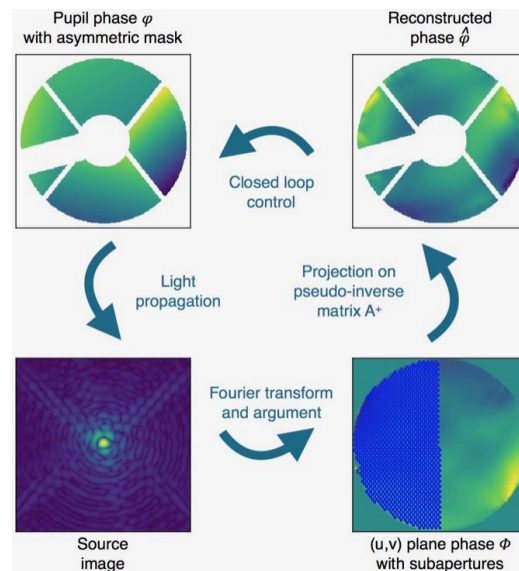 Pupil phase φ
with asymmetric mask
Reconstructed
phase φ̂
Closed loop
control
Light
propagation
Projection on
pseudo-inverse
matrix A⁺
Fourier transform
and argument
Source
image
(u,v) plane phase Φ
with subapertures